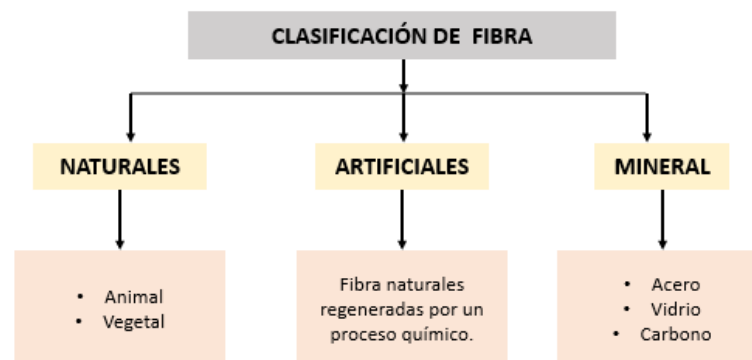 CLASIFICACIÓN DE FIBRA
NATURALES
ARTIFICIALES
MINERAL
• Animal
• Vegetal
Fibra naturales
regeneradas por un
proceso químico.
• Acero
• Vidrio
• Carbono